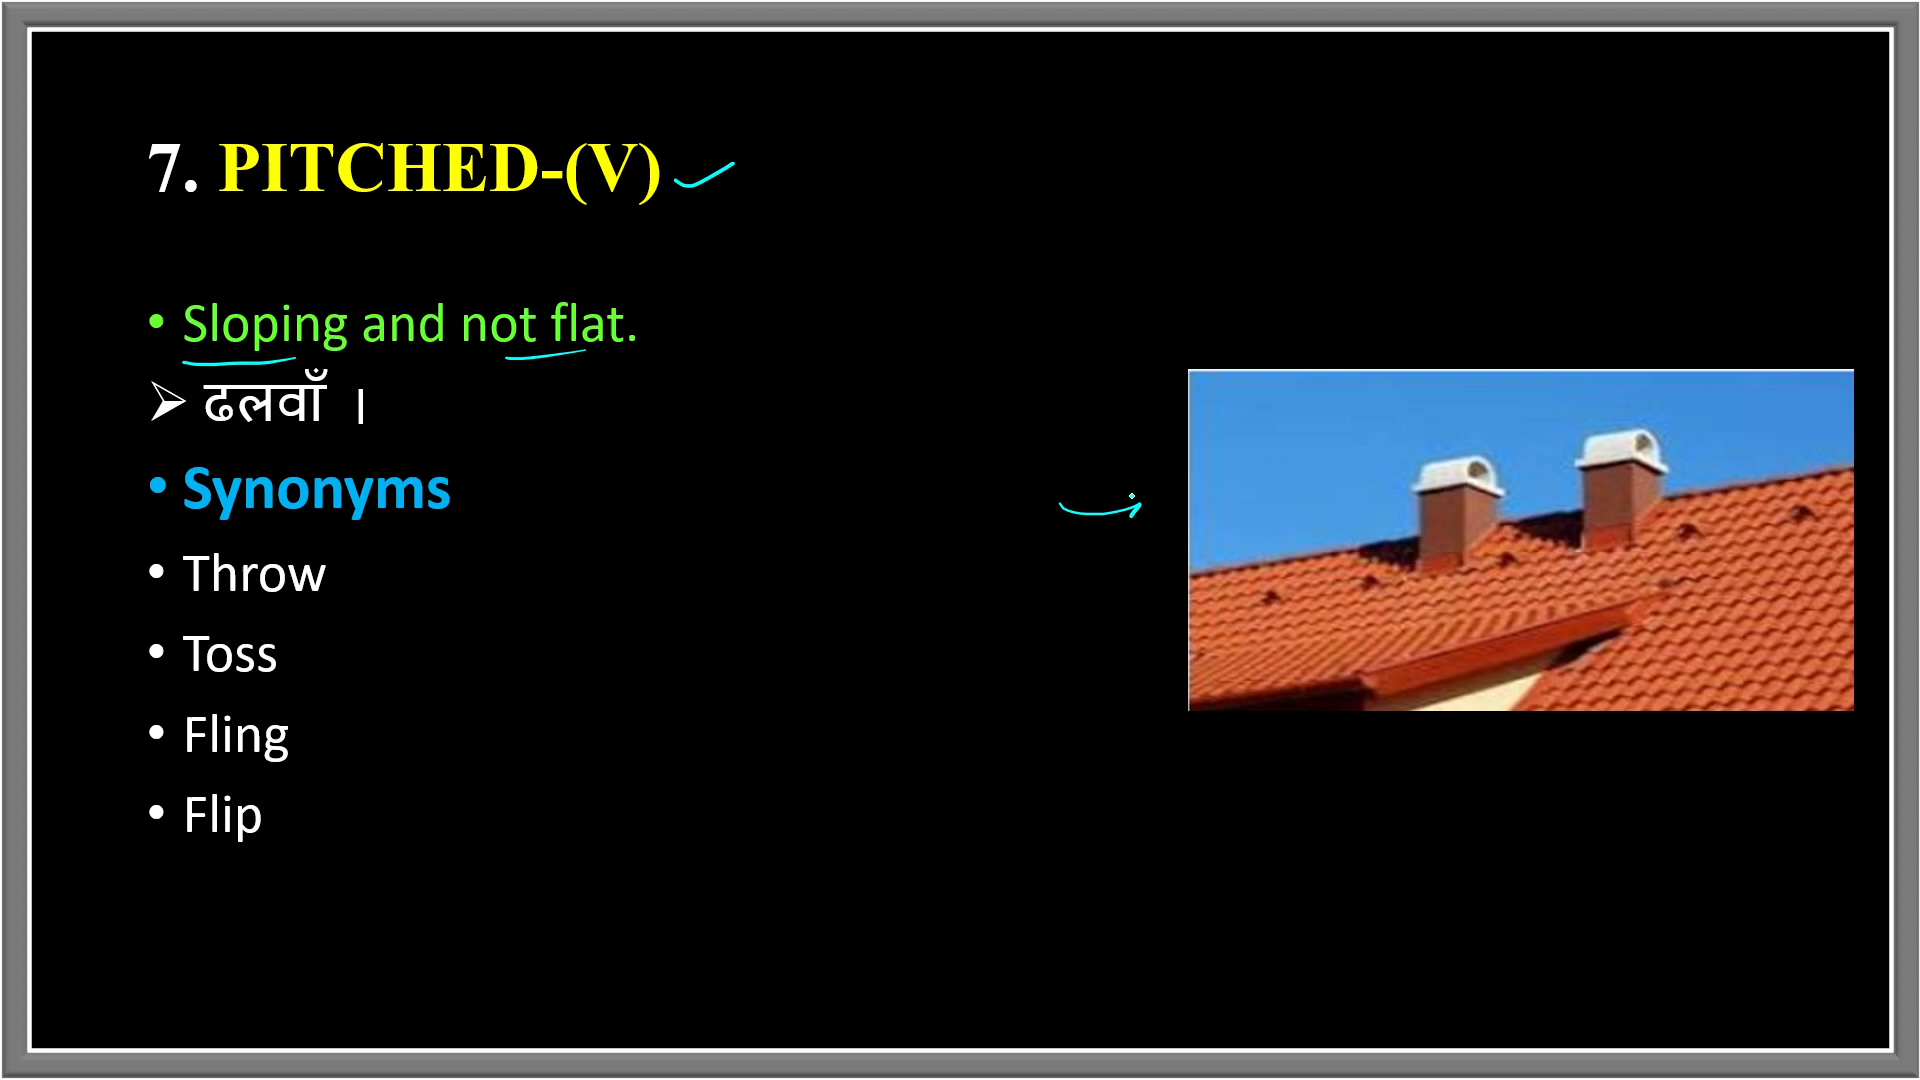 7. PITCHED-(V)
• Sloping and not flat.
➢ ढलवाँ ।
• Synonyms
• Throw
• Toss
• Fling
• Flip